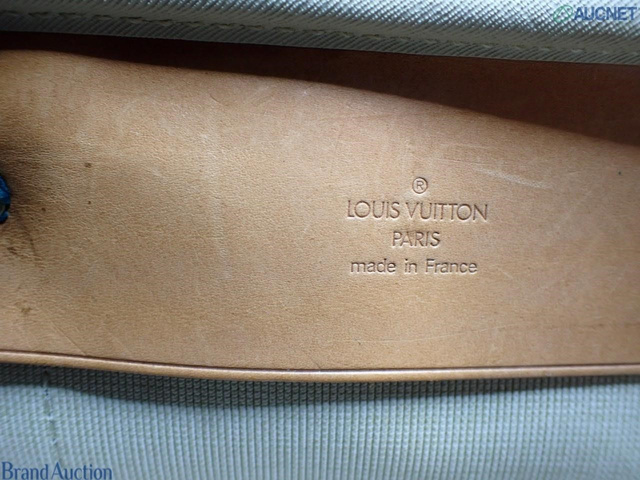 AUCNET
®
LOUIS VUITTON
PARIS
made in France
Brand Auction